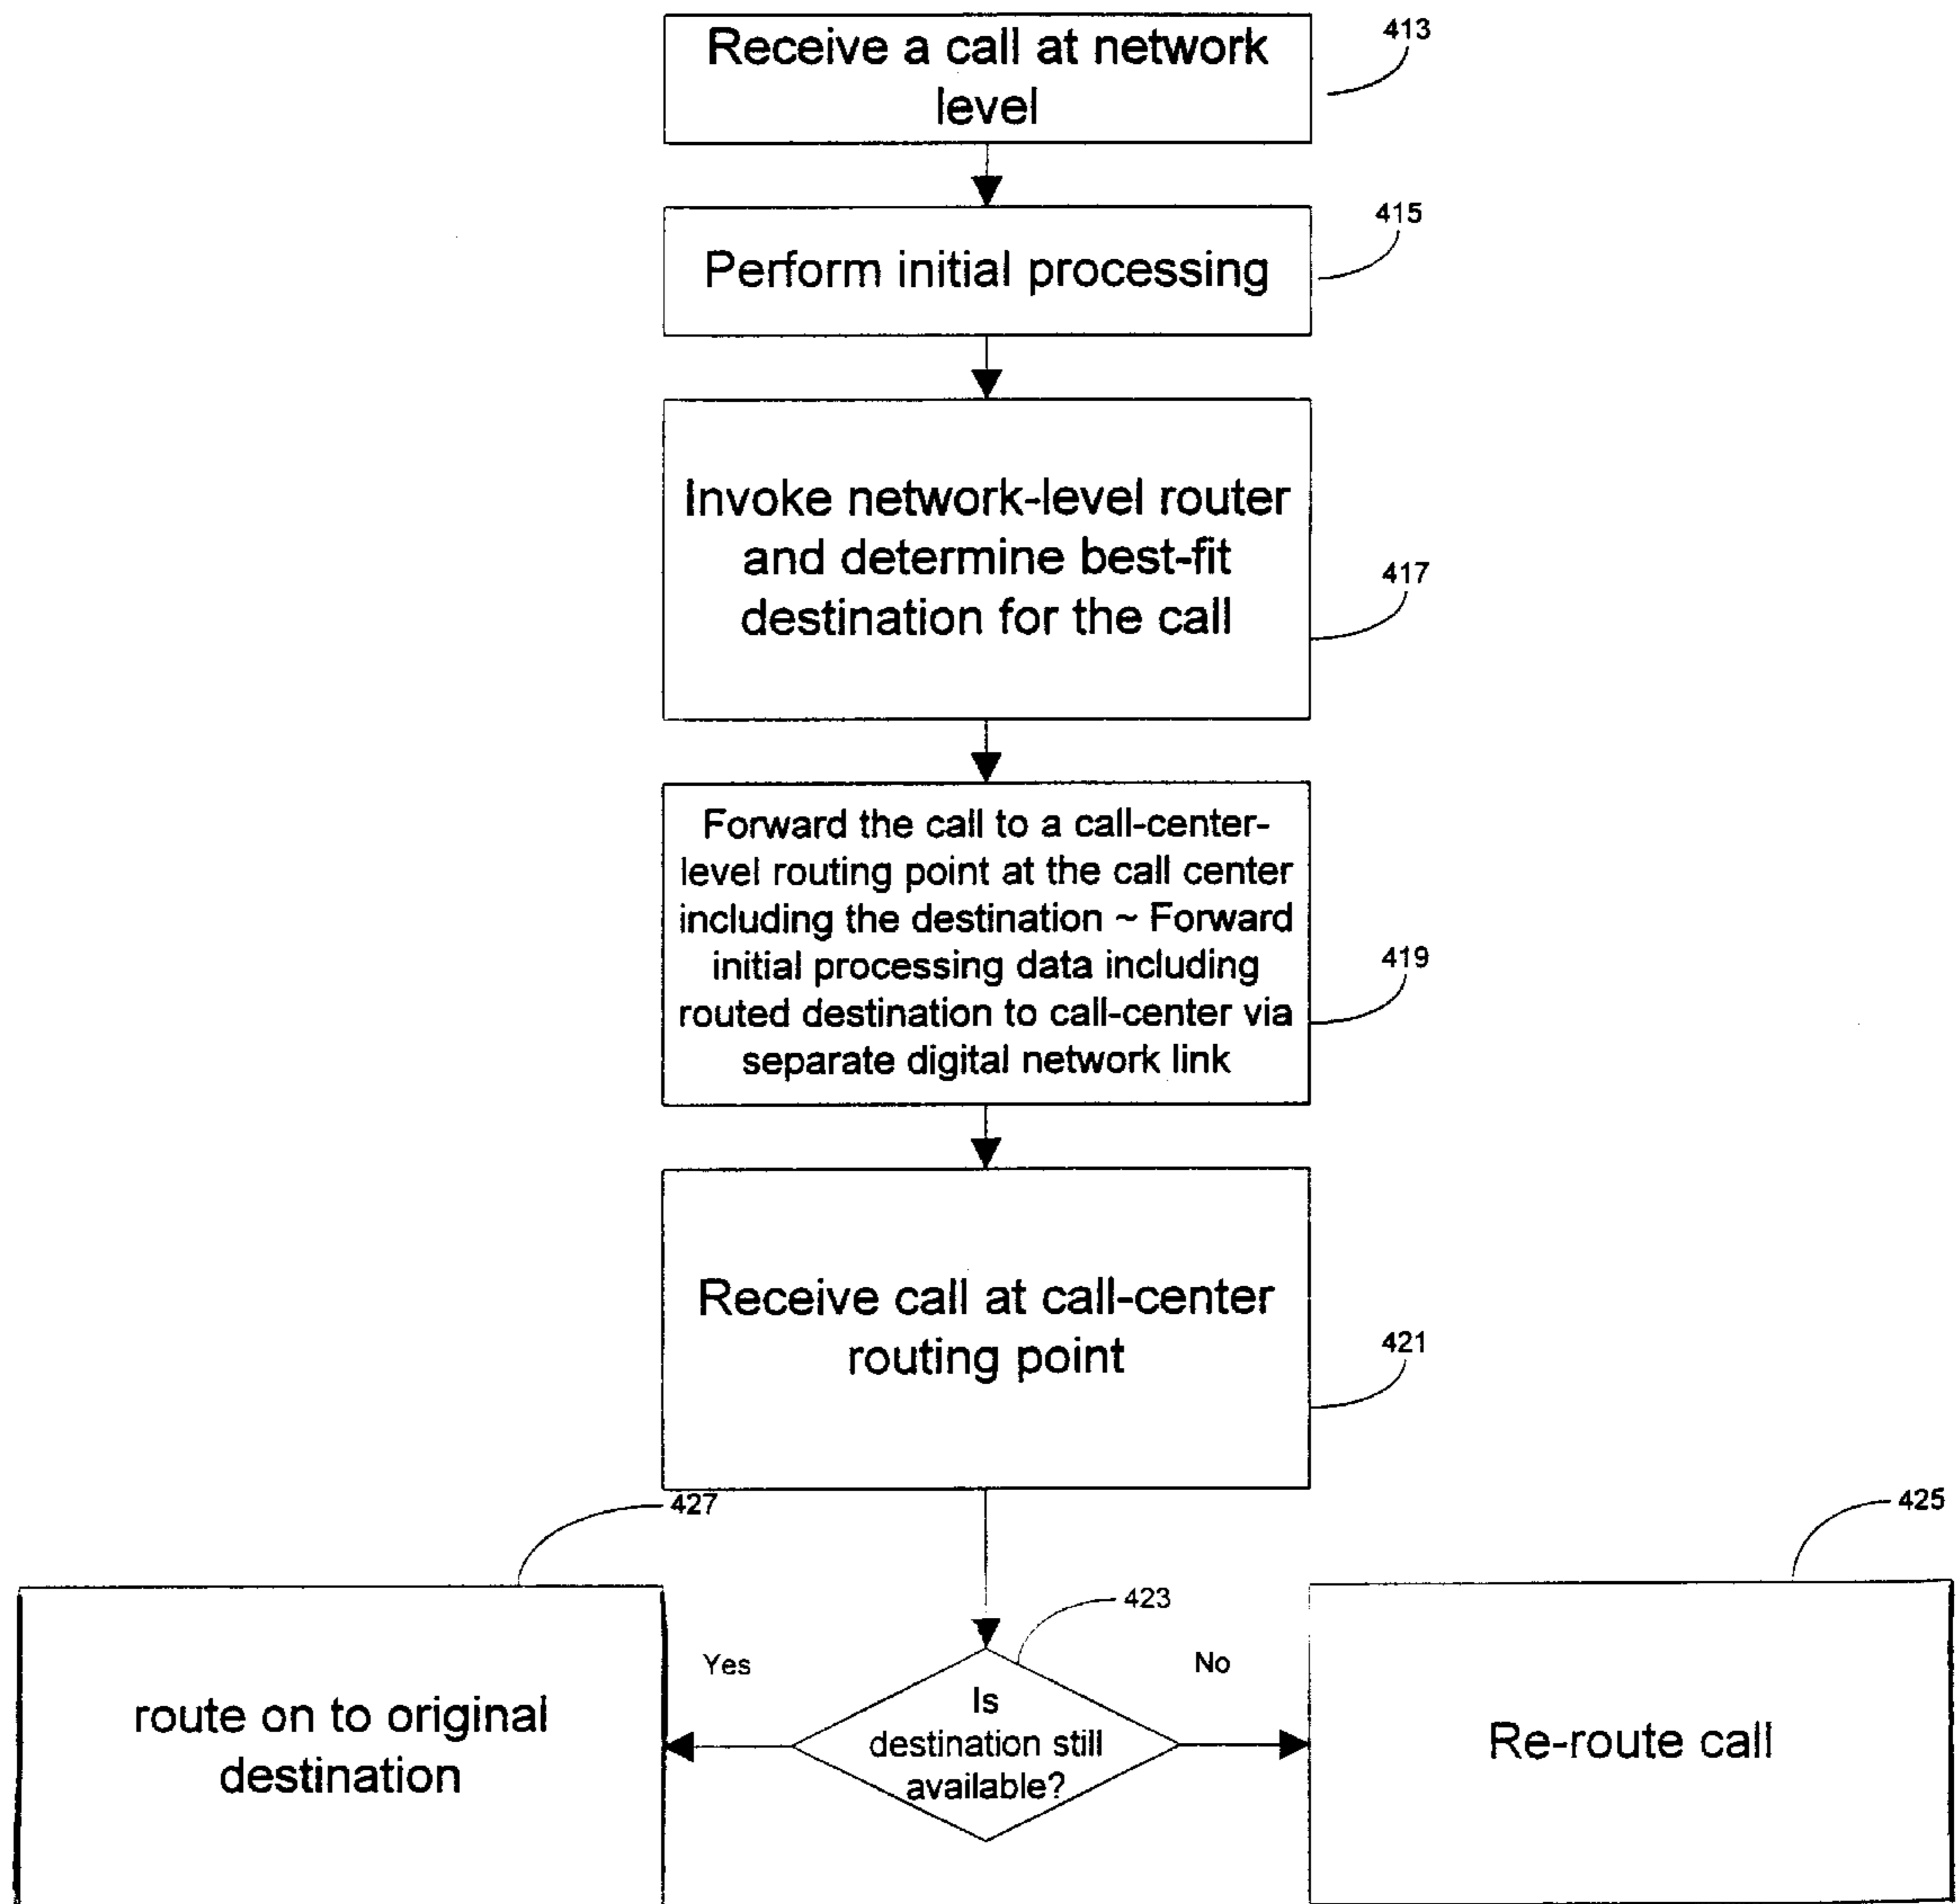 Receive a call at network
level
413
Perform initial processing
415
Invoke network-level router
and determine best-fit
destination for the call
417
Forward the call to a call-center-
level routing point at the call center
including the destination ~ Forward
initial processing data including
routed destination to call-center via
separate digital network link
419
Receive call at call-center
routing point
421
427
425
423
Yes
No
route on to original
destination
Is
destination still
available?
Re-route call